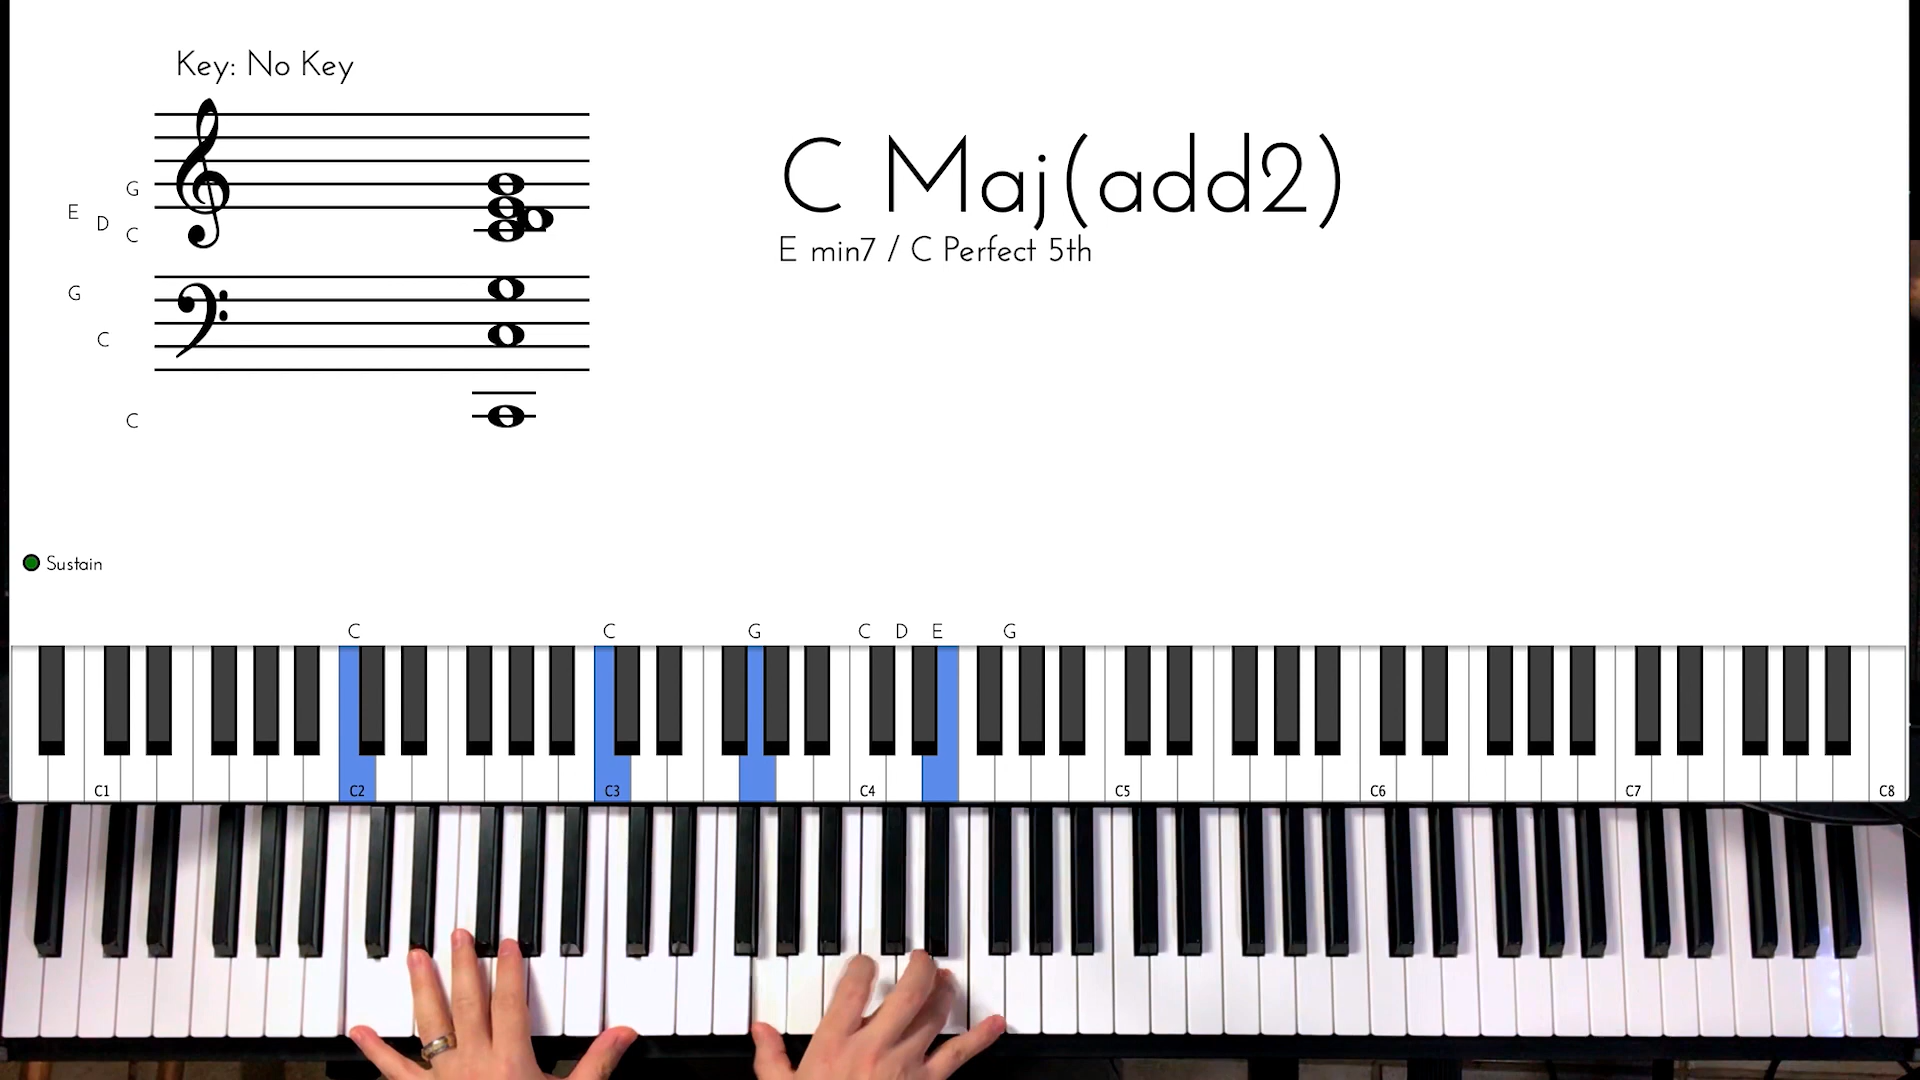 Key: No Key
C Maj(add2)
E min7 / C Perfect 5th
G
E
D
C
G
C
C
Sustain
C C G C D E G
C1 C2 C3 C4 C5 C6 C7 C8